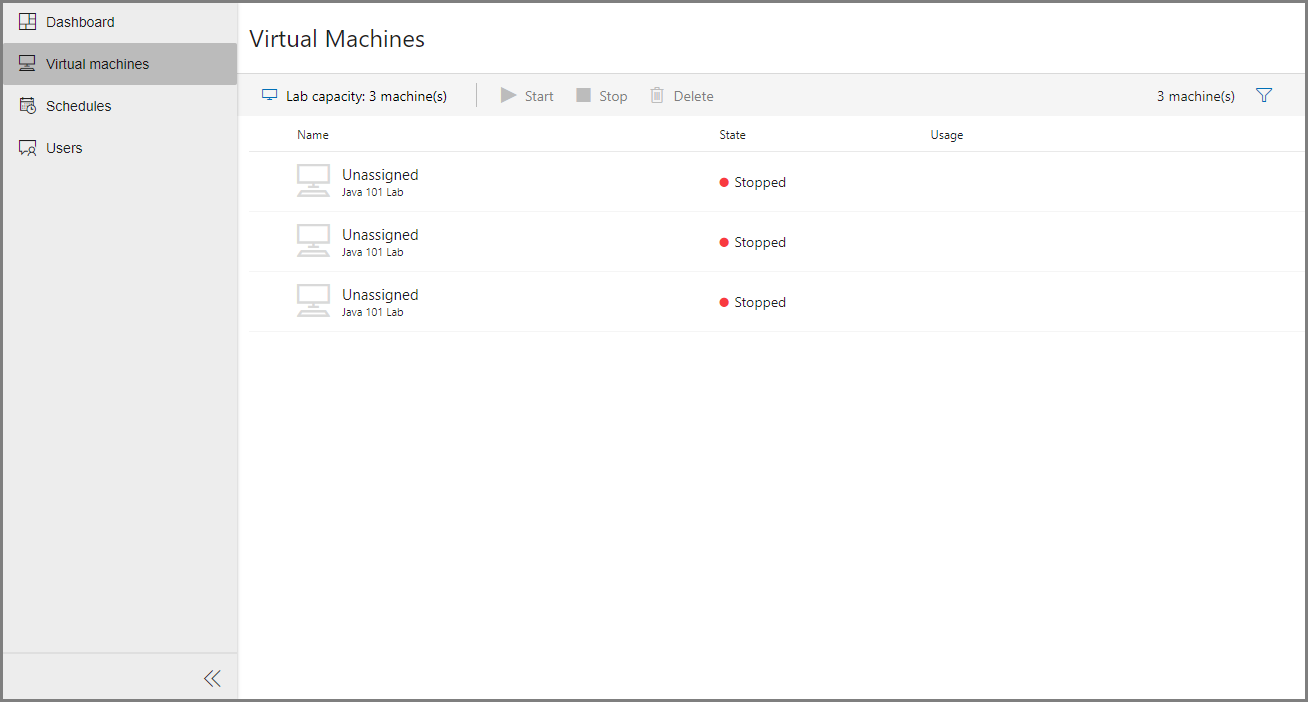 Dashboard
Virtual machines
Schedules
Users
Virtual Machines
Lab capacity: 3 machine(s) Start Stop Delete 3 machine(s)
Name State Usage
Unassigned
Java 101 Lab
Stopped
Unassigned
Java 101 Lab
Stopped
Unassigned
Java 101 Lab
Stopped